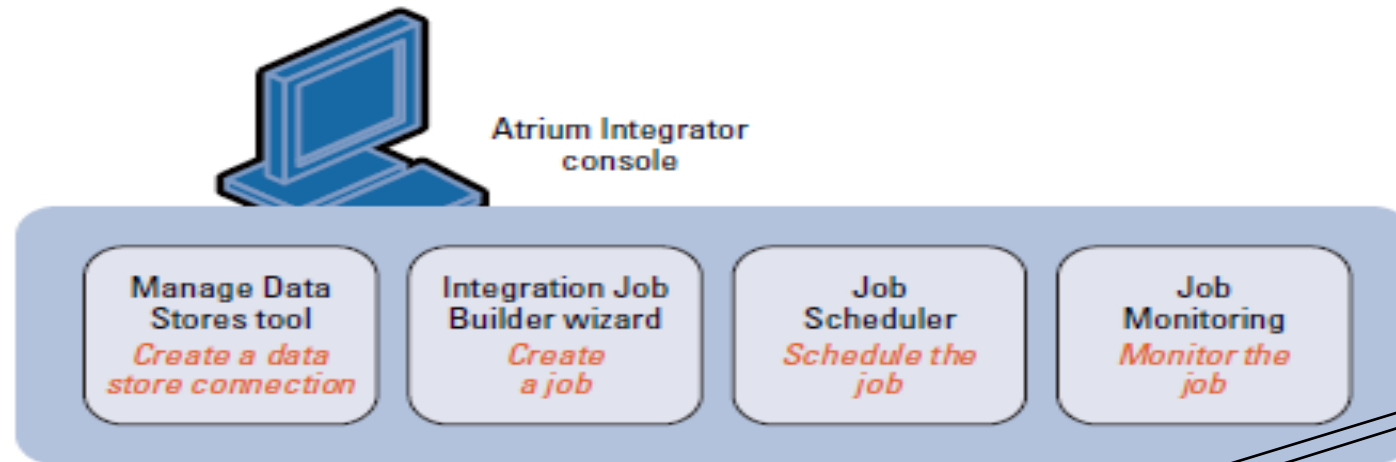 Atrium Integrator
console
Manage Data
Stores tool
Create a data
store connection
Integration Job
Builder wizard
Create
a job
Job
Scheduler
Schedule the
job
Job
Monitoring
Monitor the
job